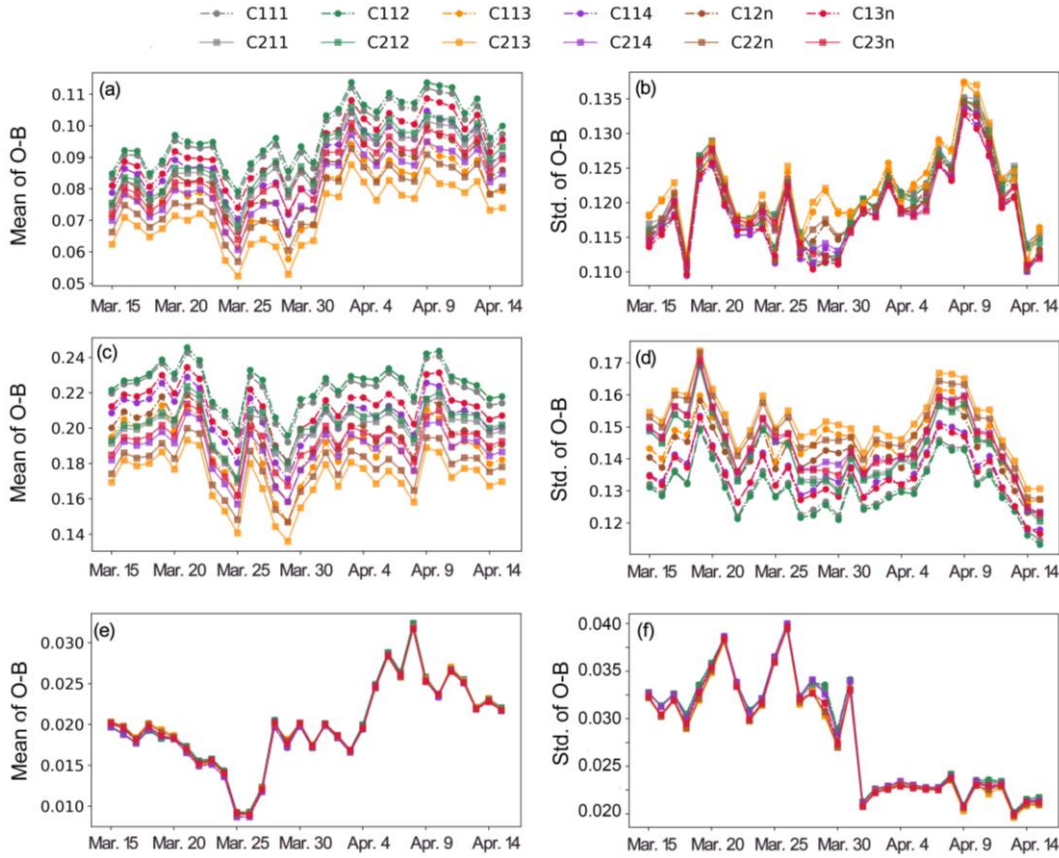 C111 C112 C113 C114 C12n C13n
C211 C212 C213 C214 C22n C23n
(a) (b)
Mean of O-B
0.11
0.10
0.09
0.08
0.07
0.06
0.05
Std. of O-B
0.135
0.130
0.125
0.120
0.115
0.110
Mar. 15 Mar. 20 Mar. 25 Mar. 30 Apr. 4 Apr. 9 Apr. 14
Mar. 15 Mar. 20 Mar. 25 Mar. 30 Apr. 4 Apr. 9 Apr. 14
(c) (d)
Mean of O-B
0.24
0.22
0.20
0.18
0.16
0.14
Std. of O-B
0.17
0.16
0.15
0.14
0.13
0.12
Mar. 15 Mar. 20 Mar. 25 Mar. 30 Apr. 4 Apr. 9 Apr. 14
Mar. 15 Mar. 20 Mar. 25 Mar. 30 Apr. 4 Apr. 9 Apr. 14
(e) (f)
Mean of O-B
0.030
0.025
0.020
0.015
0.010
Std. of O-B
0.040
0.035
0.030
0.025
0.020
Mar. 15 Mar. 20 Mar. 25 Mar. 30 Apr. 4 Apr. 9 Apr. 14
Mar. 15 Mar. 20 Mar. 25 Mar. 30 Apr. 4 Apr. 9 Apr. 14